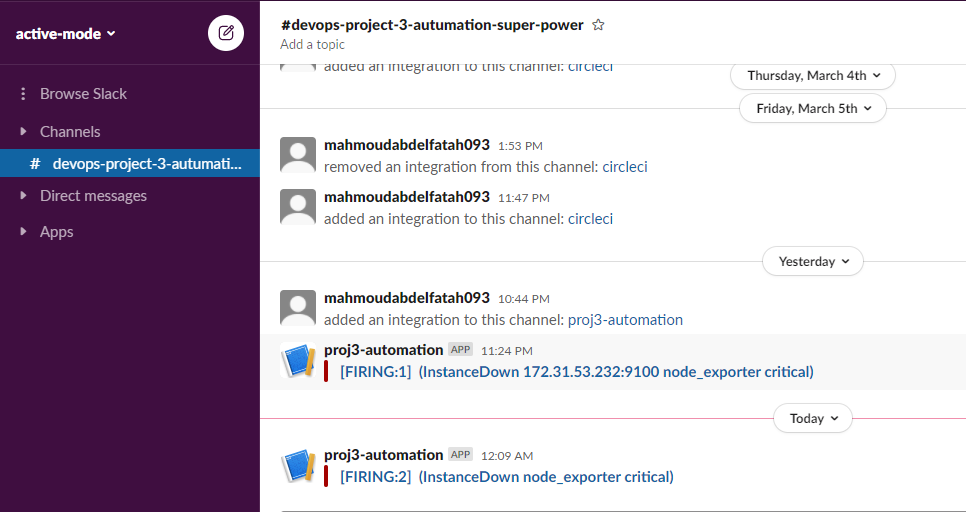 active-mode
Browse Slack
Channels
# devops-project-3-autumati...
Direct messages
Apps
#devops-project-3-autumation-super-power
Add a topic
added an integration to this channel: circleci
Thursday, March 4th
Friday, March 5th
mahmoudabdelfatah093 1:53 PM
removed an integration from this channel: circleci
mahmoudabdelfatah093 11:47 PM
added an integration to this channel: circleci
Yesterday
mahmoudabdelfatah093 10:44 PM
added an integration to this channel: proj3-automation
proj3-automation APP 11:24 PM
[FIRING:1] (InstanceDown 172.31.53.232:9100 node_exporter critical)
Today
proj3-automation APP 12:09 AM
[FIRING:2] (InstanceDown node_exporter critical)